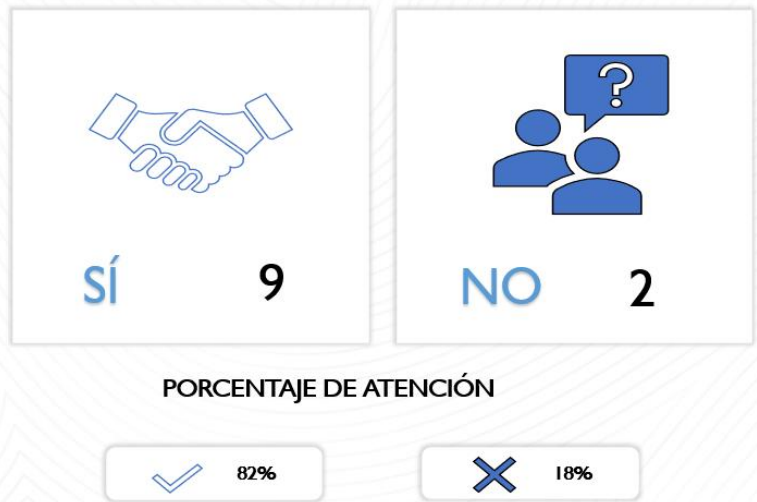 ?
SÍ 9
NO 2
PORCENTAJE DE ATENCIÓN
82%
18%